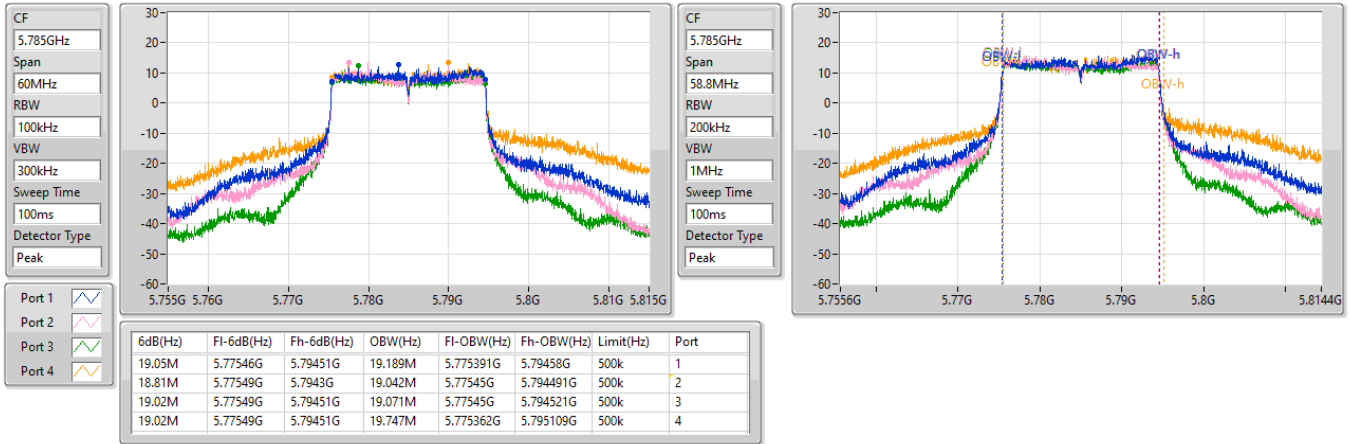 CF
5.785GHz
Span
60MHz
RBW
100kHz
VBW
300kHz
Sweep Time
100ms
Detector Type
Peak
30
20
10
0
-10
-20
-30
-40
-50
-60
5.755G 5.76G 5.77G 5.78G 5.79G 5.8G 5.81G 5.815G
CF
5.785GHz
Span
58.8MHz
RBW
200kHz
VBW
1MHz
Sweep Time
100ms
Detector Type
Peak
30
20
10
0
-10
-20
-30
-40
-50
-60
OBW-l OBW-h
OBW-h
5.7556G 5.77G 5.78G 5.79G 5.8G 5.8144G
Port 1
Port 2
Port 3
Port 4
6dB(Hz) Fl-6dB(Hz) Fh-6dB(Hz) OBW(Hz) Fl-OBW(Hz) Fh-OBW(Hz) Limit(Hz) Port
19.05M 5.77546G 5.79451G 19.189M 5.775391G 5.79458G 500k 1
18.81M 5.77549G 5.7943G 19.042M 5.77545G 5.794491G 500k 2
19.02M 5.77549G 5.79451G 19.071M 5.77545G 5.794521G 500k 3
19.02M 5.77549G 5.79451G 19.747M 5.775362G 5.795109G 500k 4